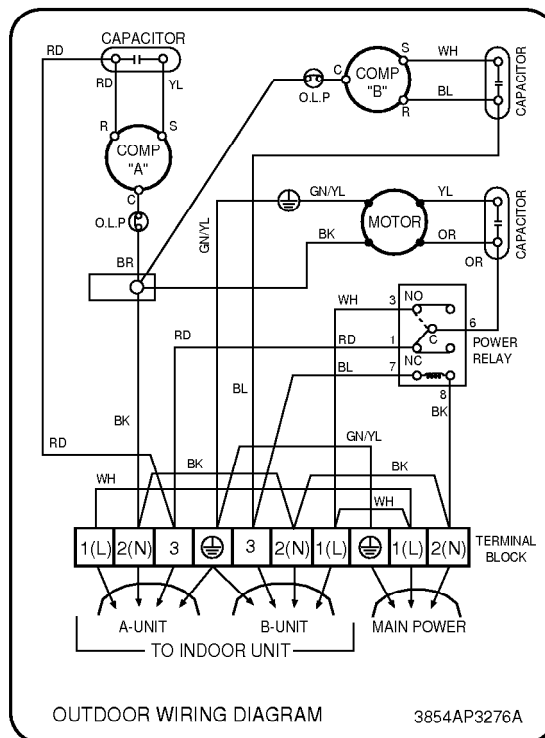 CAPACITOR
RD
RD
YL
R
S
COMP
"A"
C
O.L.P
BR
O.L.P
C
COMP
"B"
S
R
WH
BL
CAPACITOR
GN/YL
GN/YL
BK
MOTOR
YL
OR
OR
CAPACITOR
WH
3
NO
6
C
RD
RD
1
NC
POWER
RELAY
BL
7
8
BK
BK
BL
GN/YL
RD
BK
BK
WH
WH
1(L) 2(N) 3 3 2(N) 1(L) 1(L) 2(N)
TERMINAL
BLOCK
A-UNIT
B-UNIT
MAIN POWER
TO INDOOR UNIT
OUTDOOR WIRING DIAGRAM
3854AP3276A